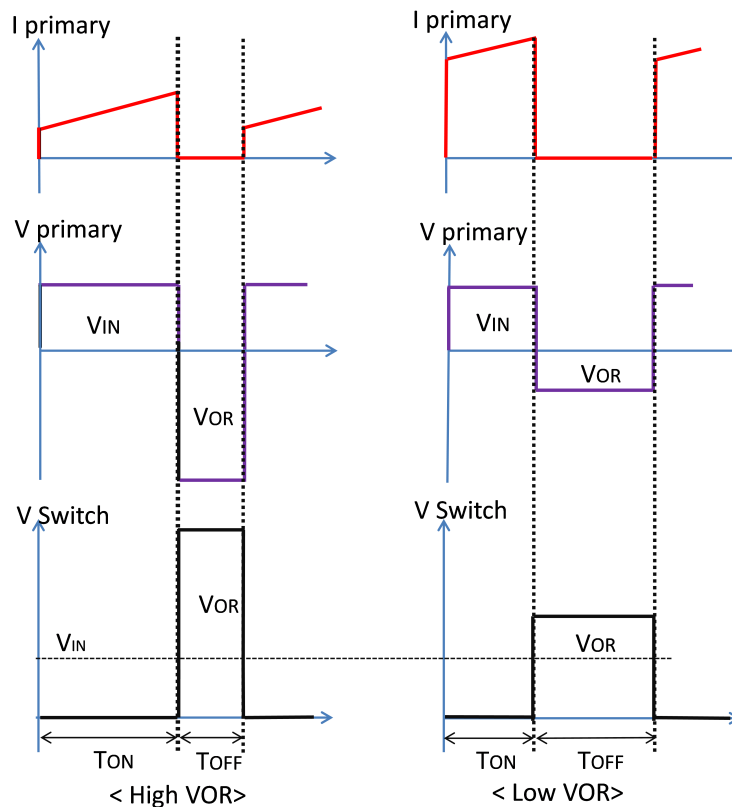 I primary
V primary
VIN
VOR
V Switch
VOR
VIN
TON
TOFF
< High VOR>
I primary
V primary
VIN
VOR
V Switch
VOR
TON
TOFF
< Low VOR>